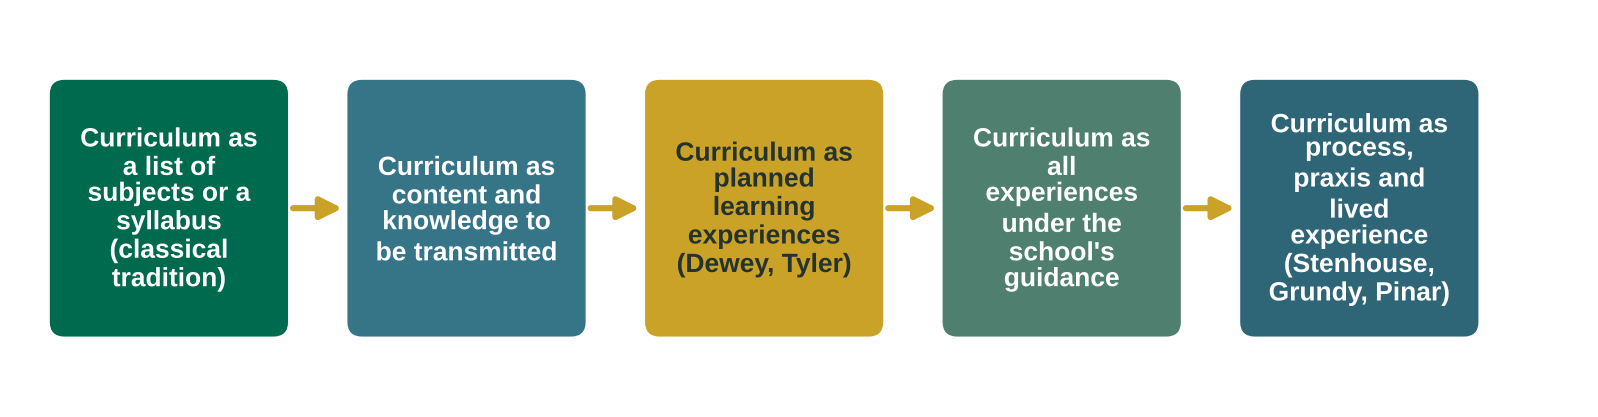 Curriculum as
a list of
subjects or a
syllabus
(classical
tradition)
Curriculum as
content and
knowledge to
be transmitted
Curriculum as
planned
learning
experiences
(Dewey, Tyler)
Curriculum as
all
experiences
under the
school's
guidance
Curriculum as
process,
praxis and
lived
experience
(Stenhouse,
Grundy, Pinar)